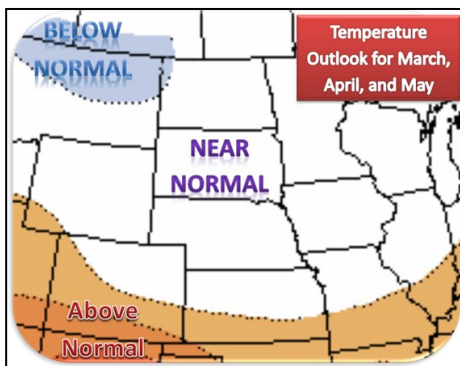 BELOW
NORMAL
Temperature
Outlook for March,
April, and May
NEAR
NORMAL
Above
Normal